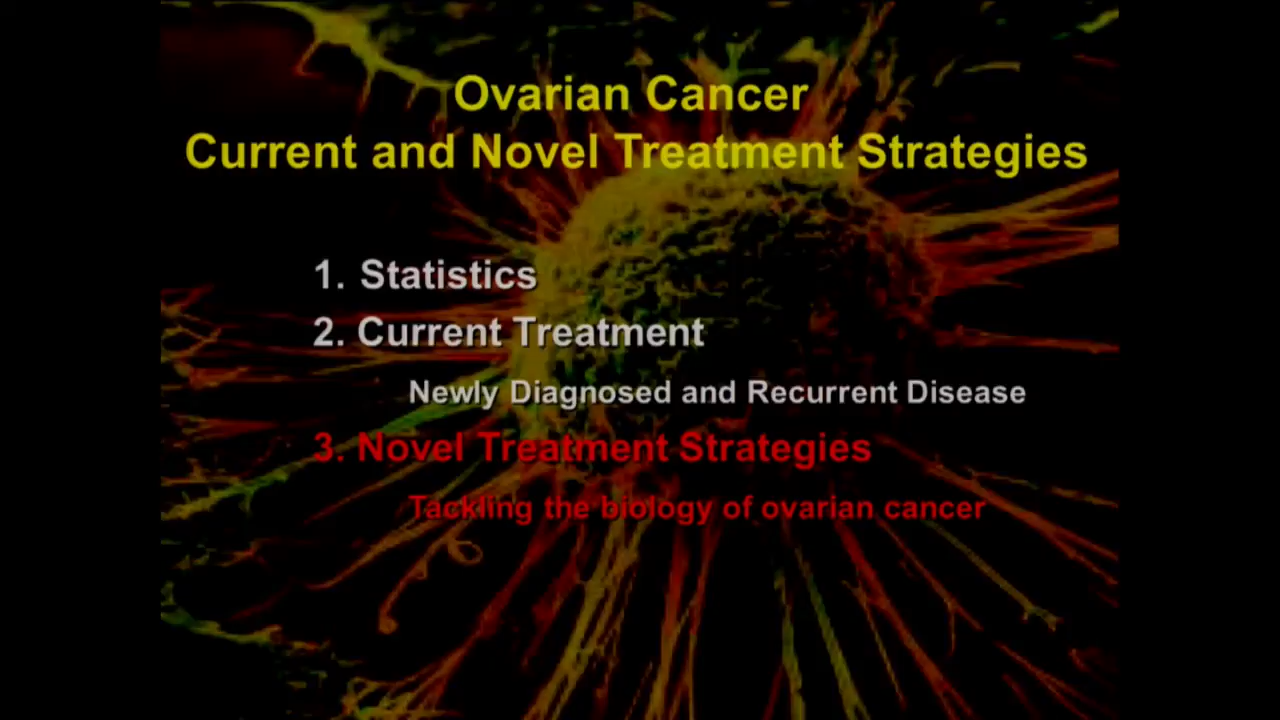 Ovarian Cancer
Current and Novel Treatment Strategies
1. Statistics
2. Current Treatment
Newly Diagnosed and Recurrent Disease
3. Novel Treatment Strategies
Tackling the biology of ovarian cancer